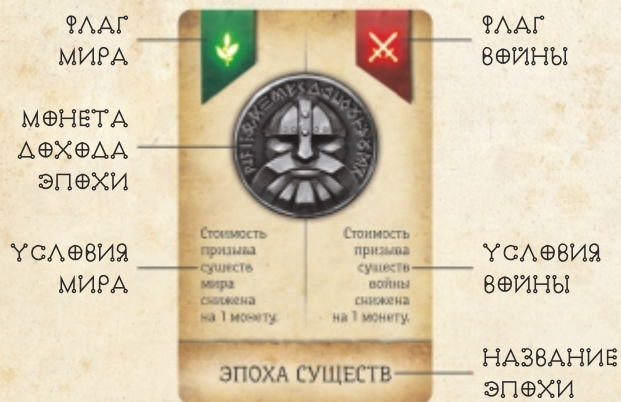 ФЛАГ
МИРА
ФЛАГ
ВОЙНЫ
МОНЕТА
ДОХОДА
ЭПОХИ
Стоимость
призыва
существ
мира
снижена
на 1 монету.
Стоимость
призыва
существ
войны
снижена
на 1 монету.
УСЛОВИЯ
МИРА
УСЛОВИЯ
ВОЙНЫ
ЭПОХА СУЩЕСТВ
НАЗВАНИЕ
ЭПОХИ